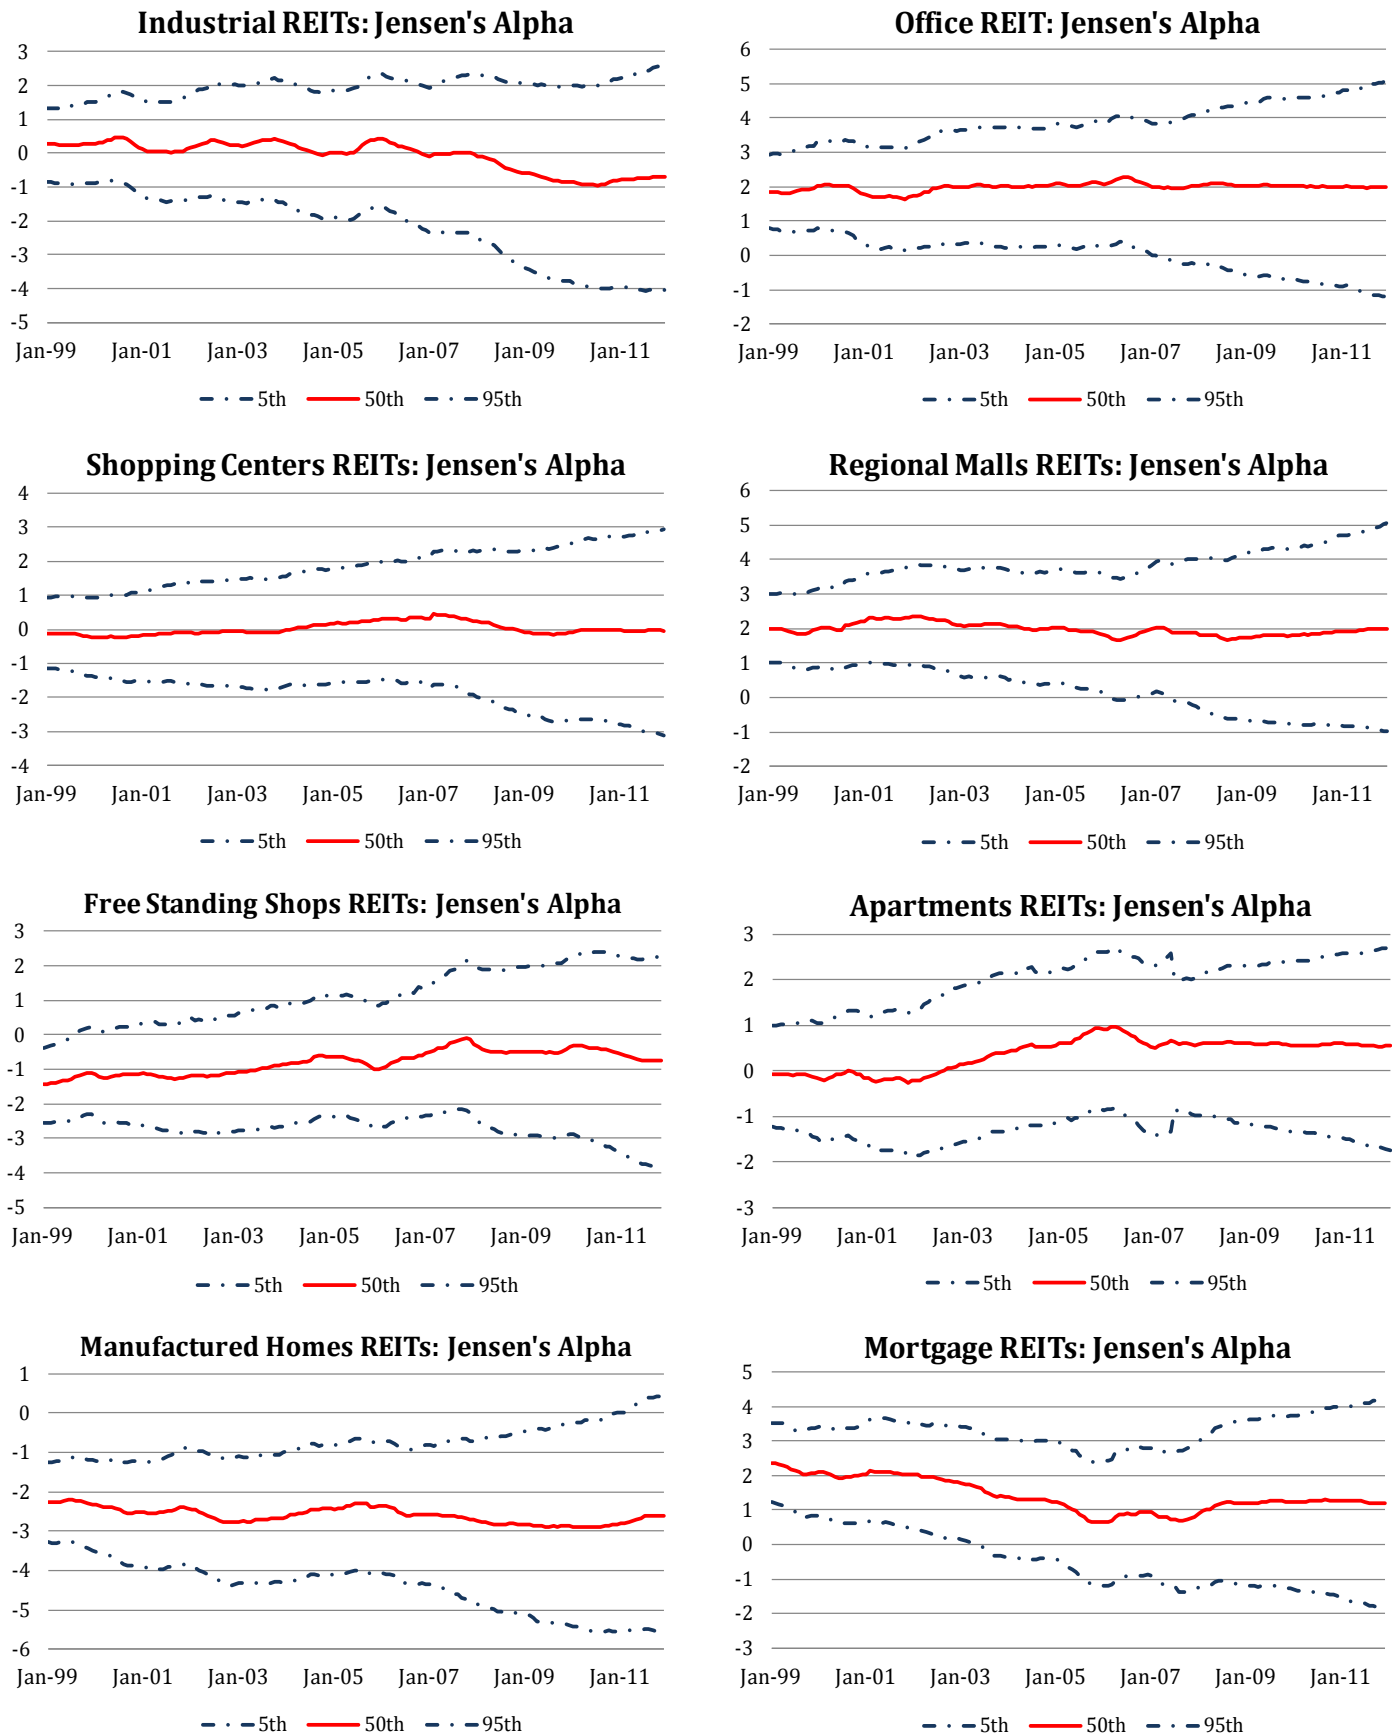 Industrial REITs: Jensen's Alpha
3
2
1
0
-1
-2
-3
-4
-5
Jan-99 Jan-01 Jan-03 Jan-05 Jan-07 Jan-09 Jan-11
5th 50th 95th
Office REIT: Jensen's Alpha
6
5
4
3
2
1
0
-1
-2
Jan-99 Jan-01 Jan-03 Jan-05 Jan-07 Jan-09 Jan-11
5th 50th 95th
Shopping Centers REITs: Jensen's Alpha
4
3
2
1
0
-1
-2
-3
-4
Jan-99 Jan-01 Jan-03 Jan-05 Jan-07 Jan-09 Jan-11
5th 50th 95th
Regional Malls REITs: Jensen's Alpha
6
5
4
3
2
1
0
-1
-2
Jan-99 Jan-01 Jan-03 Jan-05 Jan-07 Jan-09 Jan-11
5th 50th 95th
Free Standing Shops REITs: Jensen's Alpha
3
2
1
0
-1
-2
-3
-4
-5
Jan-99 Jan-01 Jan-03 Jan-05 Jan-07 Jan-09 Jan-11
5th 50th 95th
Apartments REITs: Jensen's Alpha
3
2
1
0
-1
-2
-3
Jan-99 Jan-01 Jan-03 Jan-05 Jan-07 Jan-09 Jan-11
5th 50th 95th
Manufactured Homes REITs: Jensen's Alpha
1
0
-1
-2
-3
-4
-5
-6
Jan-99 Jan-01 Jan-03 Jan-05 Jan-07 Jan-09 Jan-11
5th 50th 95th
Mortgage REITs: Jensen's Alpha
5
4
3
2
1
0
-1
-2
-3
Jan-99 Jan-01 Jan-03 Jan-05 Jan-07 Jan-09 Jan-11
5th 50th 95th